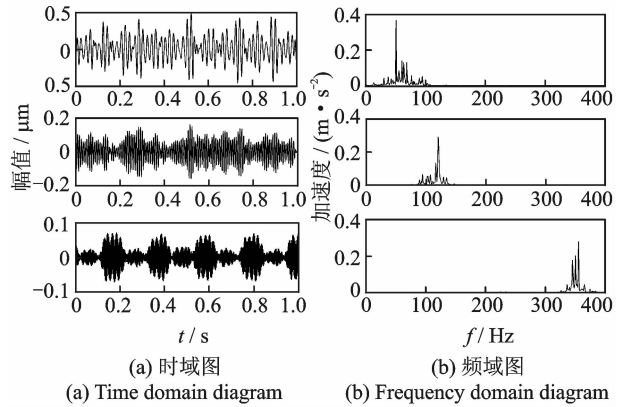 0.5
0
0.5
0 0.2 0.4 0.6 0.8 1.0
0.2
0
−0.2
0 0.2 0.4 0.6 0.8 1.0
0.1
0
−0.1
0 0.2 0.4 0.6 0.8 1.0
幅值 / μm
t / s
(a) 时域图
(a) Time domain diagram
0.4
0.2
0
0 100 200 300 400
0.4
0.2
0
0 100 200 300 400
0.4
0.2
0
0 100 200 300 400
加速度 / (m·s⁻²)
f / Hz
(b) 频域图
(b) Frequency domain diagram